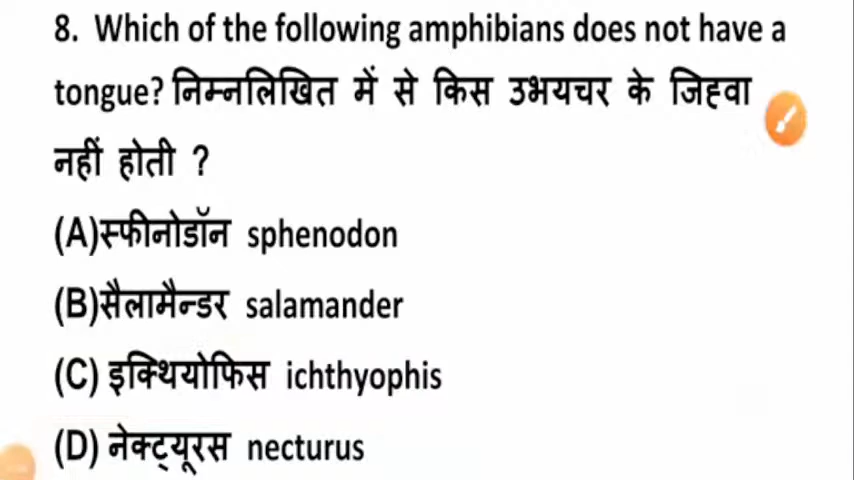 8. Which of the following amphibians does not have a
tongue? निम्नलिखित में से किस उभयचर के जिह्वा
नहीं होती ?
(A)स्फीनोडॉन sphenodon
(B)सैलामैन्डर salamander
(C) इक्थियोफिस ichthyophis
(D) नेक्ट्यूरस necturus